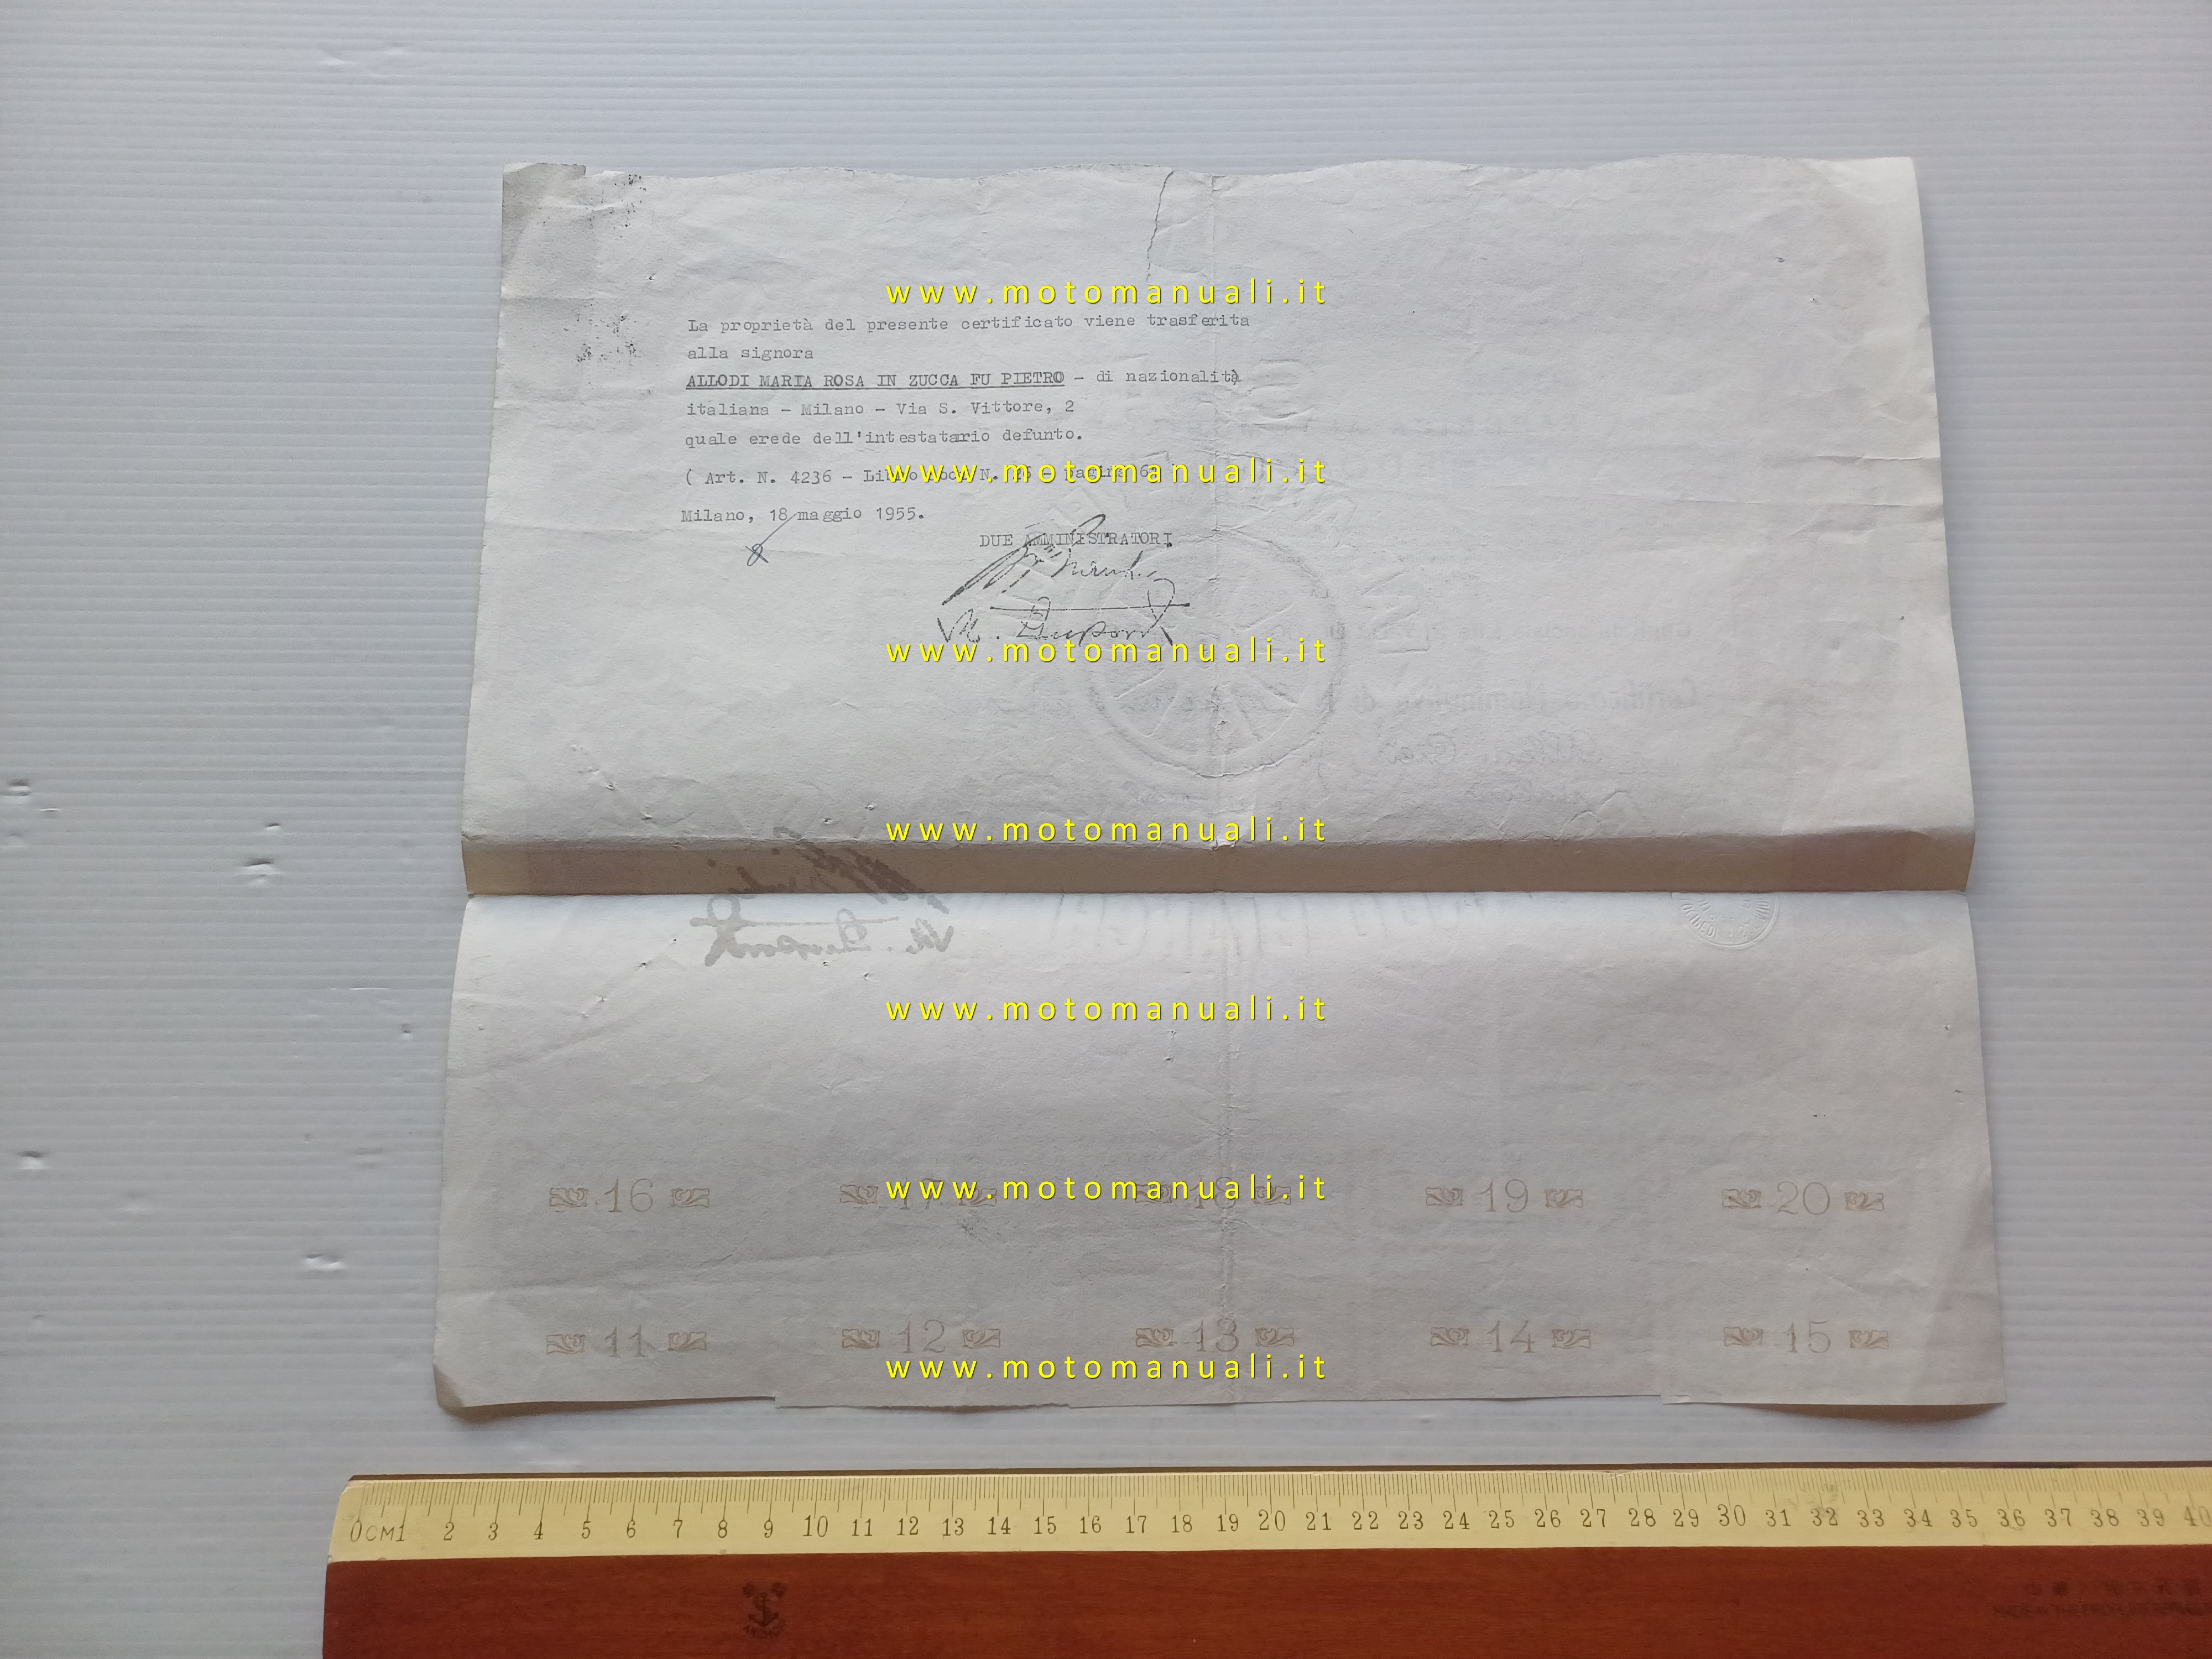 www.motomanuali.it
La proprietà del presente certificato viene trasferita
alla signora
ALLODI MARIA ROSA IN ZUCCA FU PIETRO - di nazionalità
italiana - Milano - Via S. Vittore, 2
quale erede dell'intestatario defunto.
( Art. N. 4236 - Libro Soci N.
www.motomanuali.it
Milano, 18 maggio 1955.
DUE AMMINISTRATORI
www.motomanuali.it
www.motomanuali.it
www.motomanuali.it
16 17 18 19 20
www.motomanuali.it
11 12 13 14 15
www.motomanuali.it
0CM1 2 3 4 5 6 7 8 9 10 11 12 13 14 15 16 17 18 19 20 21 22 23 24 25 26 27 28 29 30 31 32 33 34 35 36 37 38 39 40